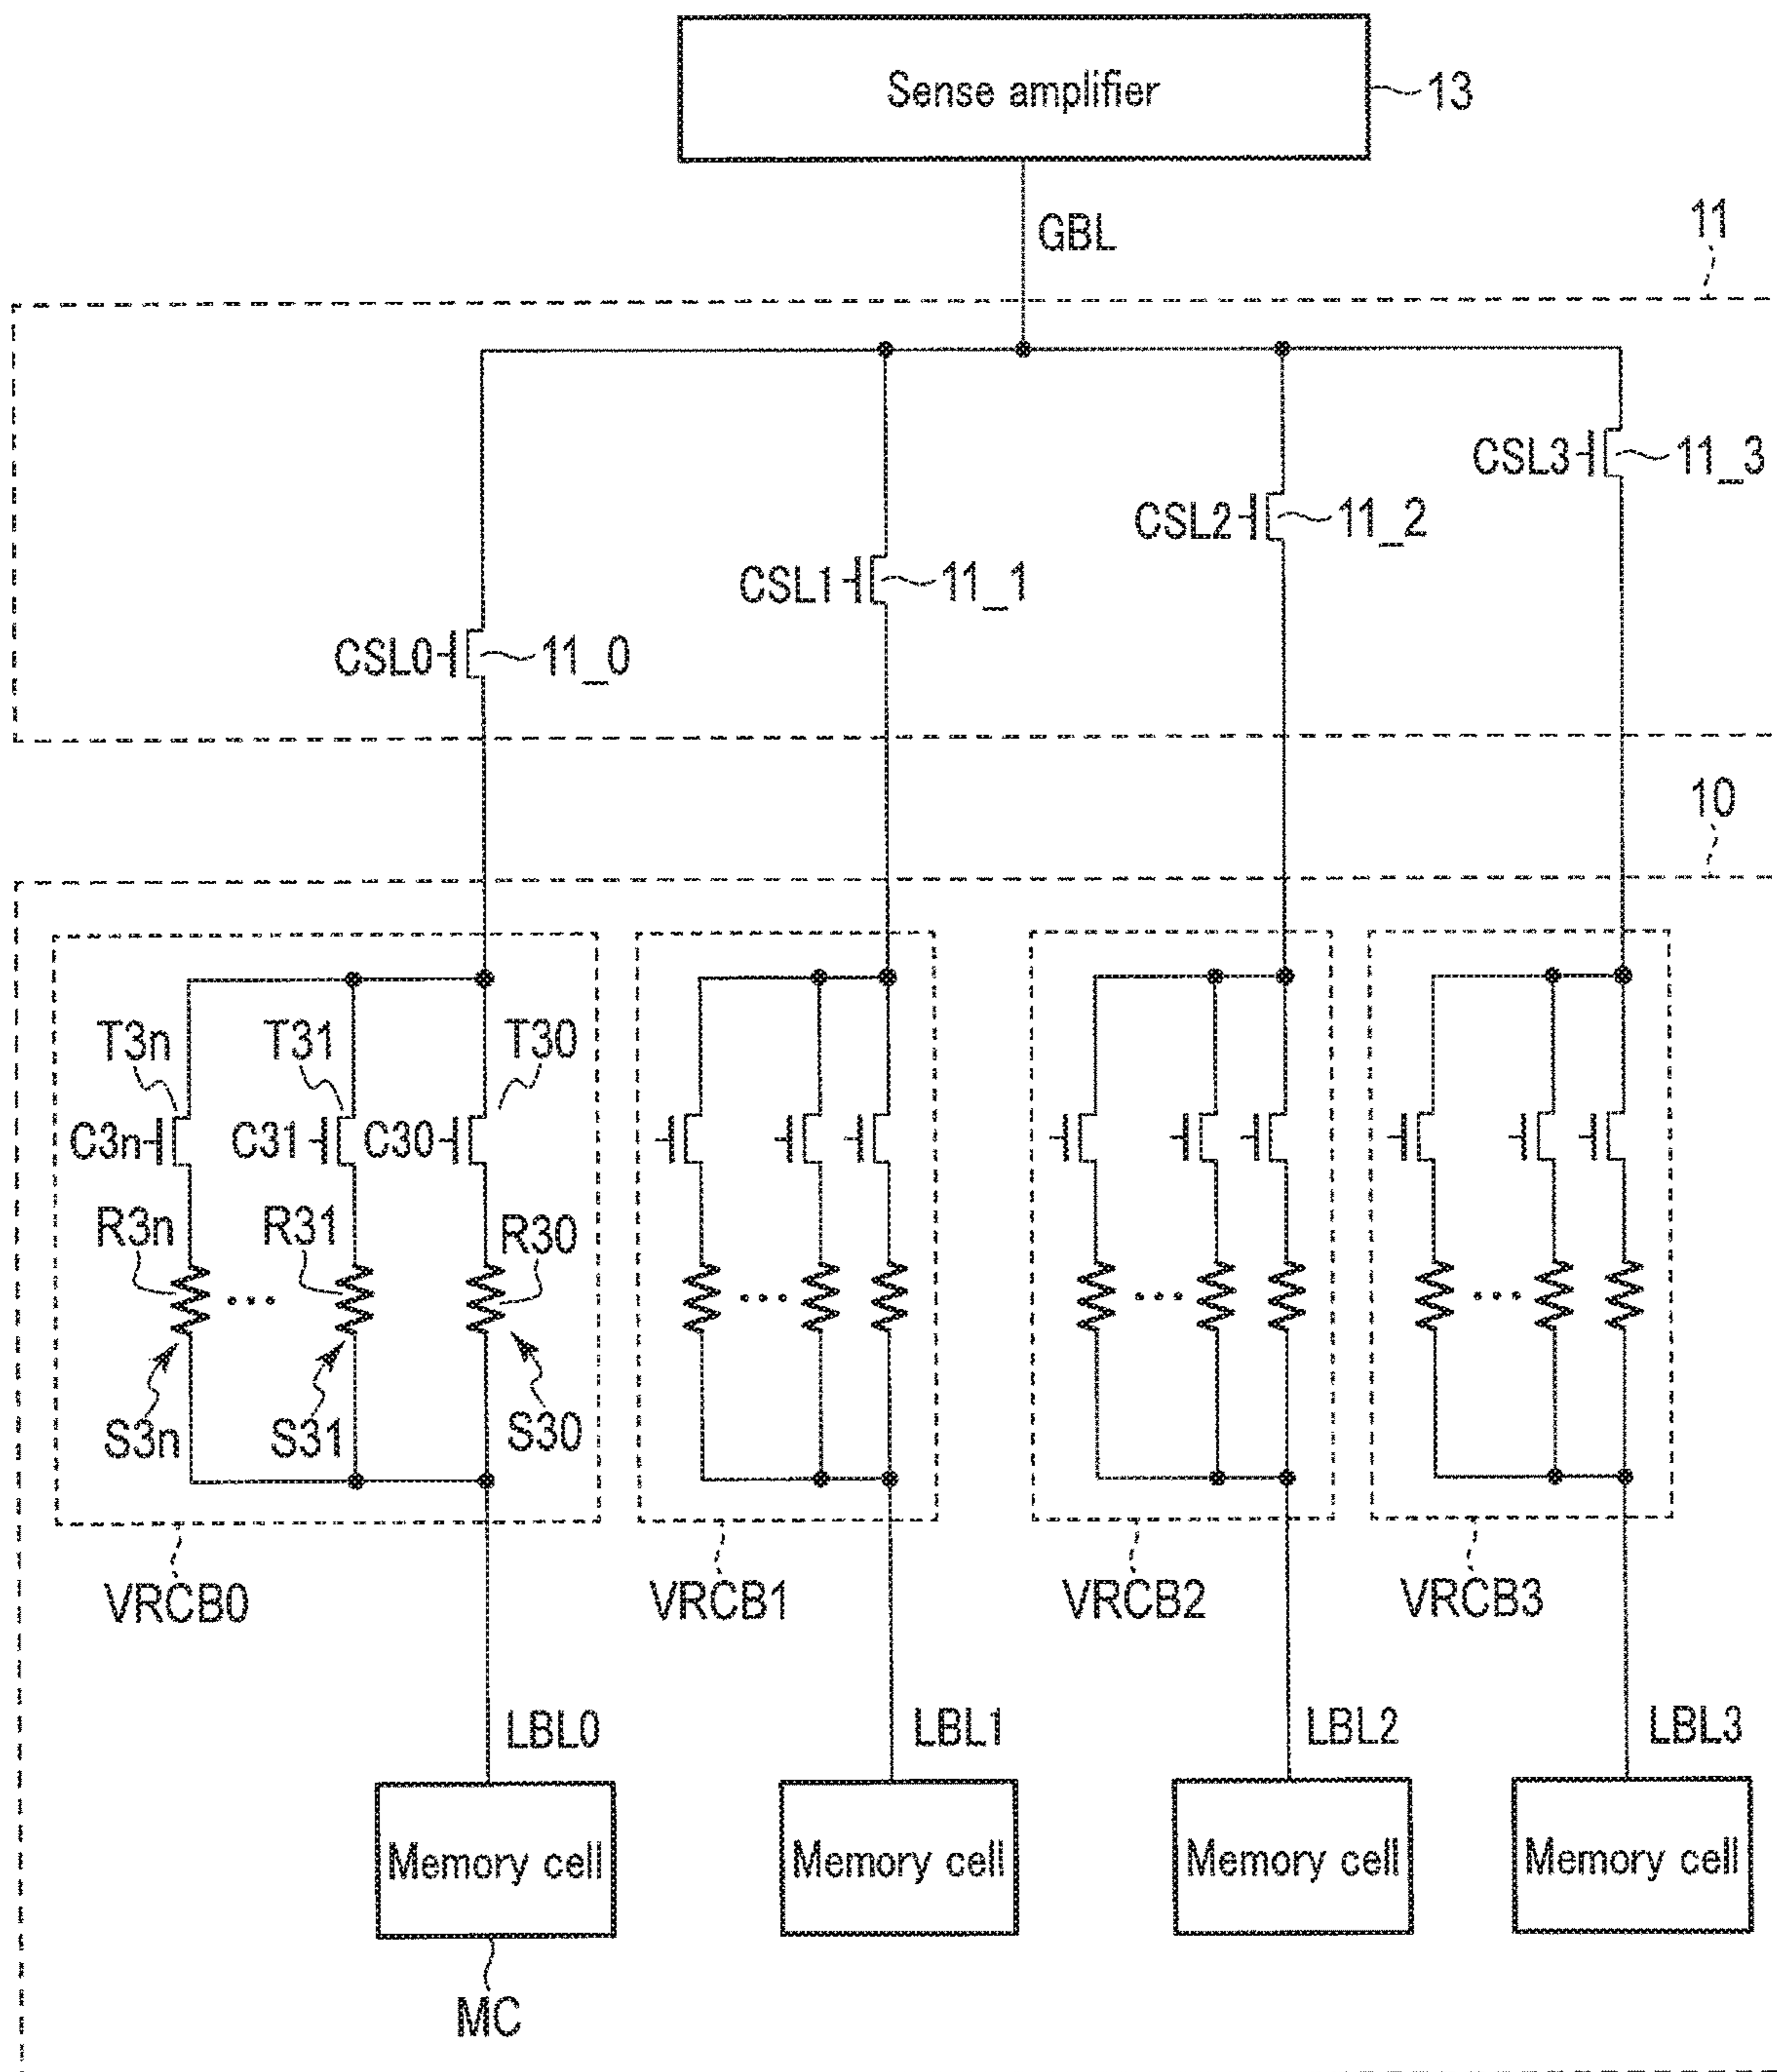 Sense amplifier
13
GBL
11
CSL3
11_3
CSL2
11_2
CSL1
11_1
CSL0
11_0
10
T3n
T31
T30
C3n
C31
C30
R3n
R31
R30
S3n
S31
S30
VRCB0
VRCB1
VRCB2
VRCB3
LBL0
LBL1
LBL2
LBL3
Memory cell
Memory cell
Memory cell
Memory cell
MC